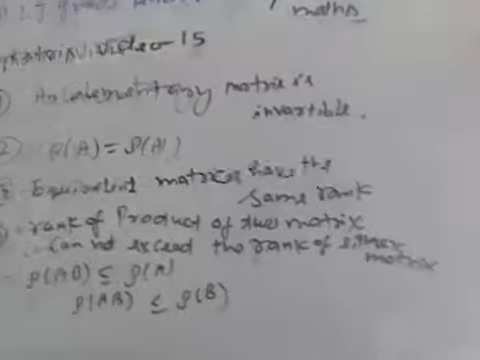 maths
video-15
① An elementary matrix is
invertible.
② ρ(A) = ρ(A')
③ Equivalent matrices have the
same rank
rank of Product of two matrix
can not exceed the rank of either
matrix
ρ(AB) ≤ ρ(A)
ρ(AB) ≤ ρ(B)